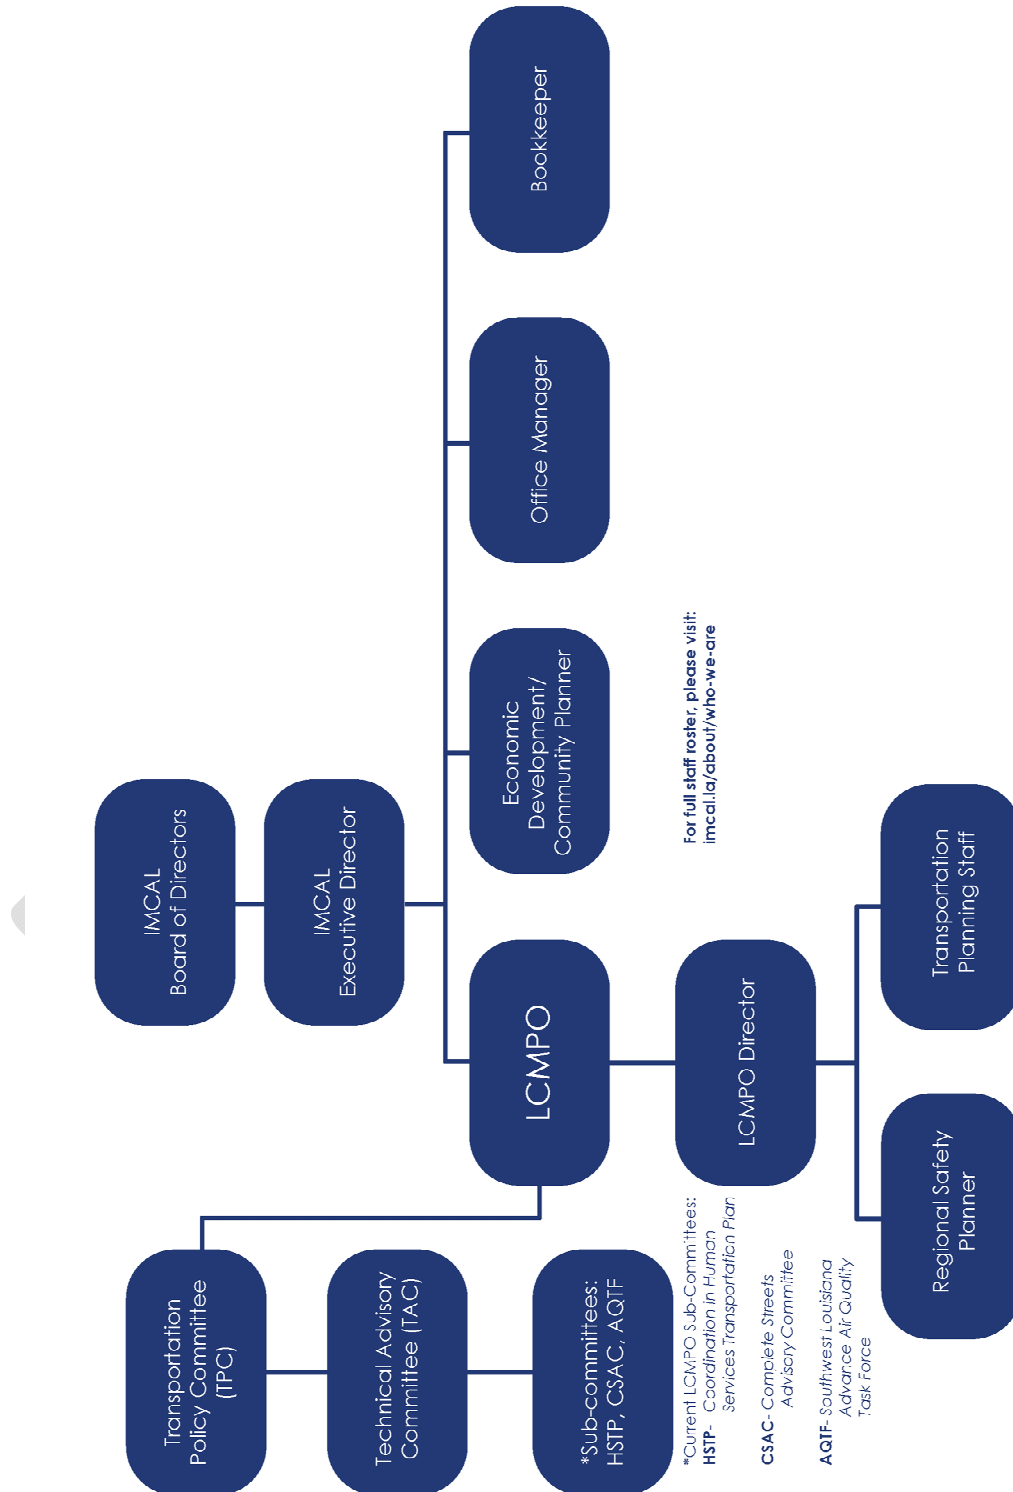 IMCAL
Board of Directors
IMCAL
Executive Director
Transportation
Policy Committee
(TPC)
Technical Advisory
Committee (TAC)
*Sub-committees:
HSTP, CSAC, AQTF
LCMPO
Economic
Development/
Community Planner
Office Manager
Bookkeeper
LCMPO Director
Regional Safety
Planner
Transportation
Planning Staff
*Current LCMPO Sub-Committees:
HSTP- Coordination in Human
Services Transportation Plan
CSAC- Complete Streets
Advisory Committee
AQTF- Southwest Louisiana
Advance Air Quality
Task Force
For full staff roster, please visit:
imcal.la/about/who-we-are